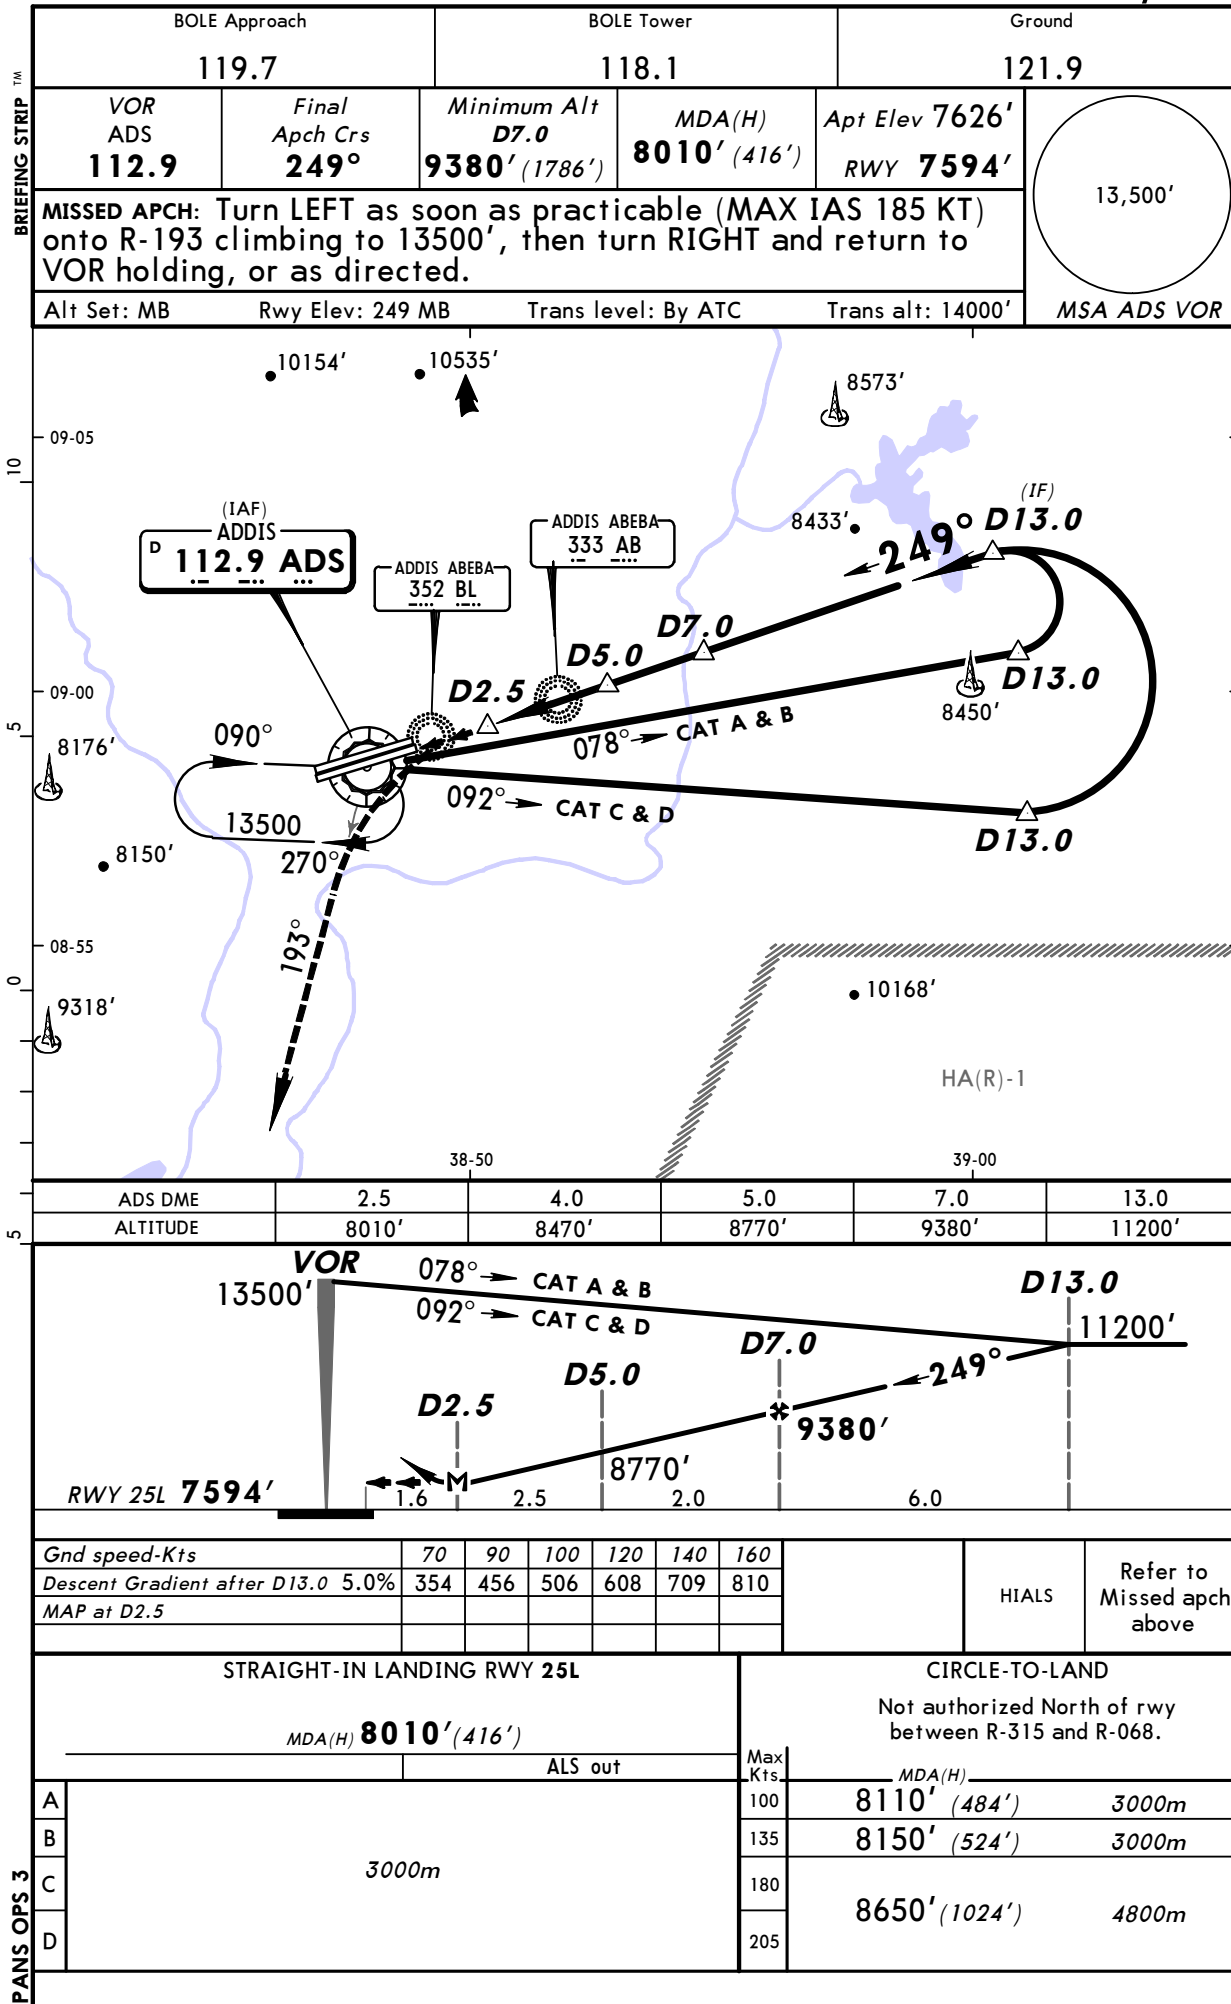 BRIEFING STRIP TM
BOLE Approach
119.7
BOLE Tower
118.1
Ground
121.9
VOR
ADS
112.9
Final
Apch Crs
249°
Minimum Alt
D7.0
9380' (1786')
MDA(H)
8010' (416')
Apt Elev 7626'
RWY 7594'
MISSED APCH: Turn LEFT as soon as practicable (MAX IAS 185 KT)
onto R-193 climbing to 13500', then turn RIGHT and return to
VOR holding, or as directed.
Alt Set: MB Rwy Elev: 249 MB Trans level: By ATC Trans alt: 14000'
13,500'
MSA ADS VOR
10154'
10535'
8573'
09-05
10
(IAF)
ADDIS
D 112.9 ADS
ADDIS ABEBA
352 BL
ADDIS ABEBA
333 AB
8433'
(IF)
D13.0
249°
D7.0
D5.0
D2.5
D13.0
8450'
09-00
5
8176'
090°
078° CAT A & B
092° CAT C & D
D13.0
13500
270°
8150'
193°
08-55
0
9318'
10168'
HA(R)-1
38-50
39-00
5
ADS DME 2.5 4.0 5.0 7.0 13.0
ALTITUDE 8010' 8470' 8770' 9380' 11200'
VOR
13500'
078° CAT A & B
092° CAT C & D
D13.0
11200'
D7.0
249°
D5.0
D2.5
9380'
8770'
M
RWY 25L 7594'
1.6 2.5 2.0 6.0
Gnd speed-Kts 70 90 100 120 140 160
Descent Gradient after D13.0 5.0% 354 456 506 608 709 810
MAP at D2.5
HIALS
Refer to
Missed apch
above
STRAIGHT-IN LANDING RWY 25L
MDA(H) 8010' (416')
ALS out
A
B
C
D
3000m
CIRCLE-TO-LAND
Not authorized North of rwy
between R-315 and R-068.
Max
Kts
MDA(H)
100 8110' (484') 3000m
135 8150' (524') 3000m
180
8650' (1024') 4800m
205
PANS OPS 3